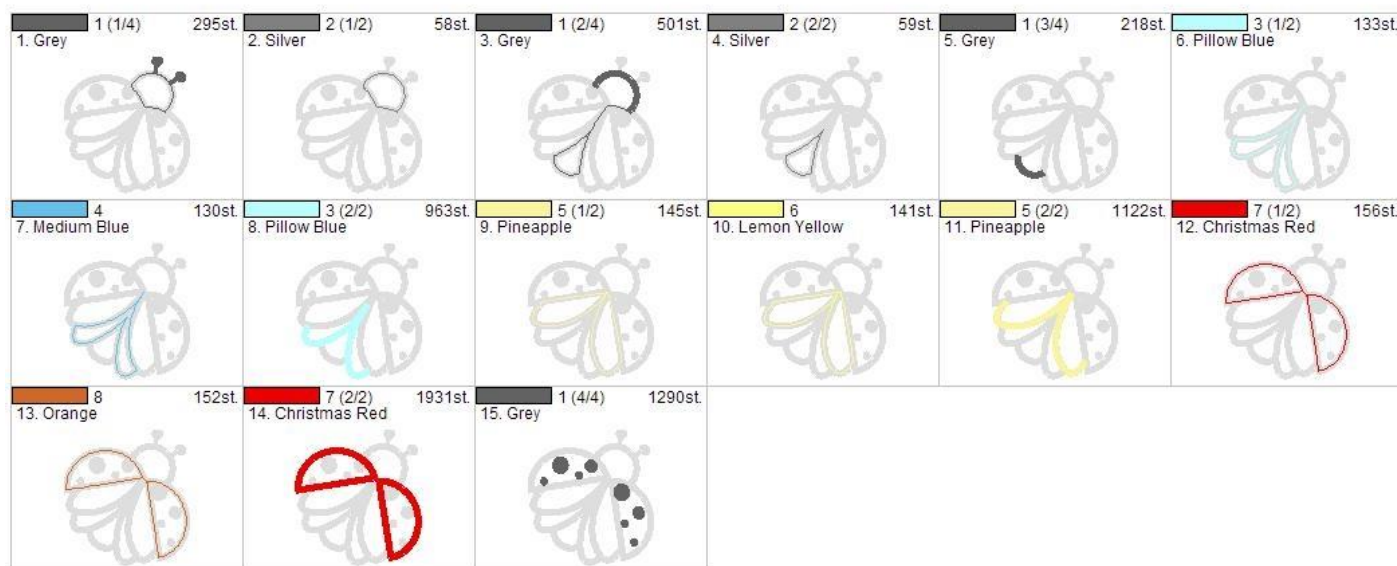 1 (1/4) 295st.
1. Grey
2 (1/2) 58st.
2. Silver
1 (2/4) 501st.
3. Grey
2 (2/2) 59st.
4. Silver
1 (3/4) 218st.
5. Grey
3 (1/2) 133st.
6. Pillow Blue
4 130st.
7. Medium Blue
3 (2/2) 963st.
8. Pillow Blue
5 (1/2) 145st.
9. Pineapple
6 141st.
10. Lemon Yellow
5 (2/2) 1122st.
11. Pineapple
7 (1/2) 156st.
12. Christmas Red
8 152st.
13. Orange
7 (2/2) 1931st.
14. Christmas Red
1 (4/4) 1290st.
15. Grey